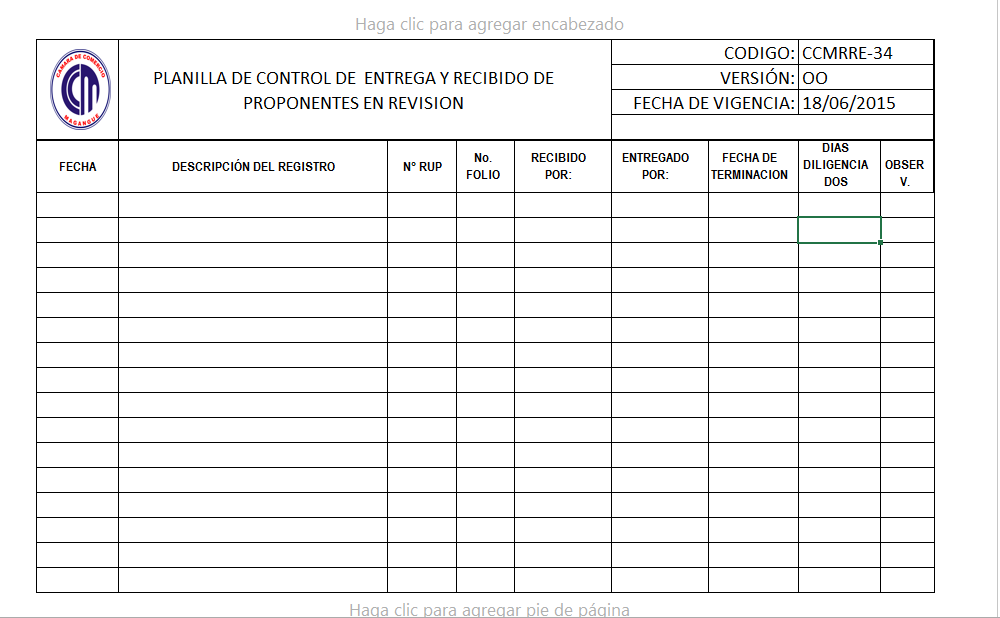 Haga clic para agregar encabezado
CAMARA DE COMERCIO
CCM
MAGANGUE
PLANILLA DE CONTROL DE ENTREGA Y RECIBIDO DE
PROPONENTES EN REVISION
CODIGO: CCMRRE-34
VERSIÓN: OO
FECHA DE VIGENCIA: 18/06/2015
FECHA
DESCRIPCIÓN DEL REGISTRO
N° RUP
No.
FOLIO
RECIBIDO
POR:
ENTREGADO
POR:
FECHA DE
TERMINACION
DIAS
DILIGENCIA
DOS
OBSER
V.
Haga clic para agregar pie de página